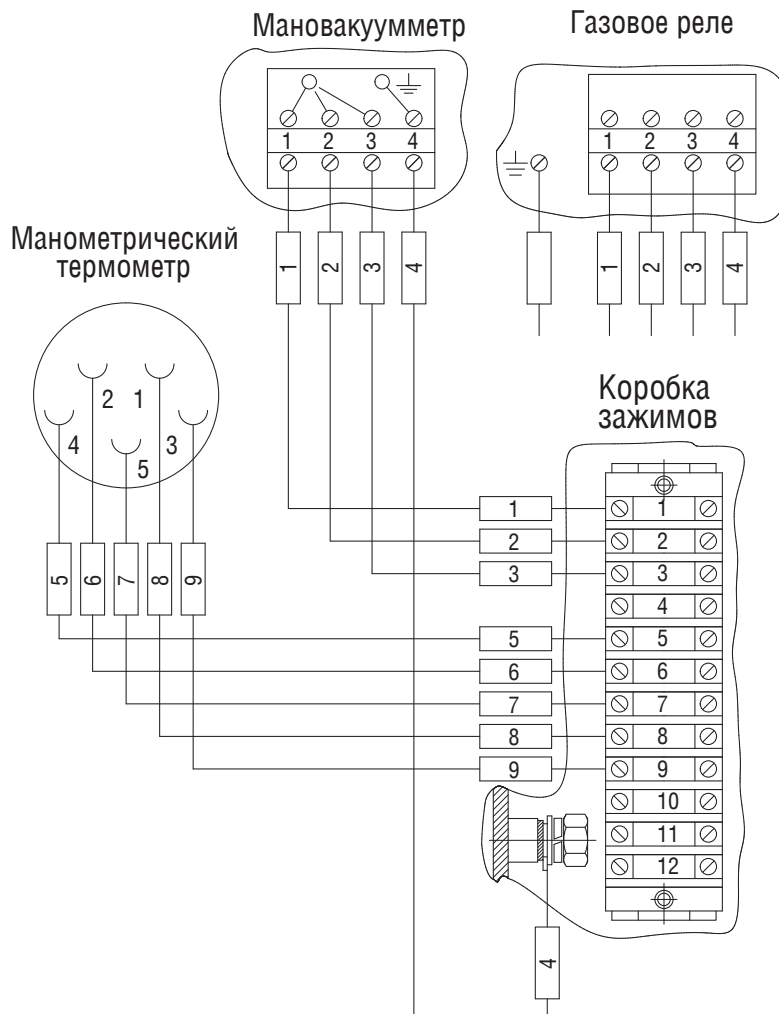 Мановакуумметр
Газовое реле
1 2 3 4
1 2 3 4
1 2 3 4
1 2 3 4
Манометрический
термометр
2 1
4 3
5
5 6 7 8 9
Коробка
зажимов
1 1
2 2
3 3
4
5 5
6 6
7 7
8 8
9 9
10
11
12
4